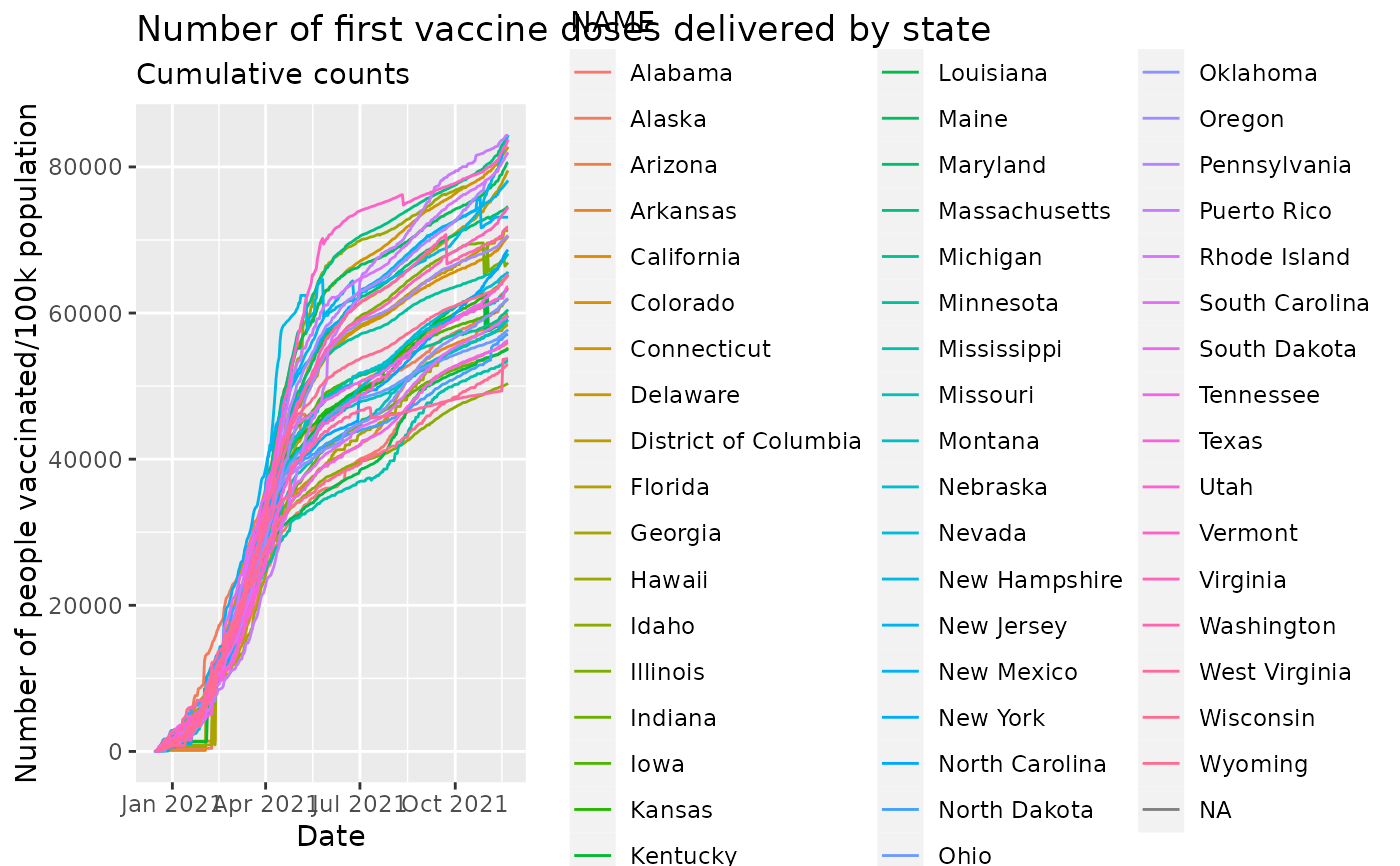 Number of first vaccine doses delivered by state
Cumulative counts
Number of people vaccinated/100k population
80000
60000
40000
20000
0
Jan 2021
Apr 2021
Jul 2021
Oct 2021
Date
NAME
Alabama
Alaska
Arizona
Arkansas
California
Colorado
Connecticut
Delaware
District of Columbia
Florida
Georgia
Hawaii
Idaho
Illinois
Indiana
Iowa
Kansas
Kentucky
Louisiana
Maine
Maryland
Massachusetts
Michigan
Minnesota
Mississippi
Missouri
Montana
Nebraska
Nevada
New Hampshire
New Jersey
New Mexico
New York
North Carolina
North Dakota
Ohio
Oklahoma
Oregon
Pennsylvania
Puerto Rico
Rhode Island
South Carolina
South Dakota
Tennessee
Texas
Utah
Vermont
Virginia
Washington
West Virginia
Wisconsin
Wyoming
NA